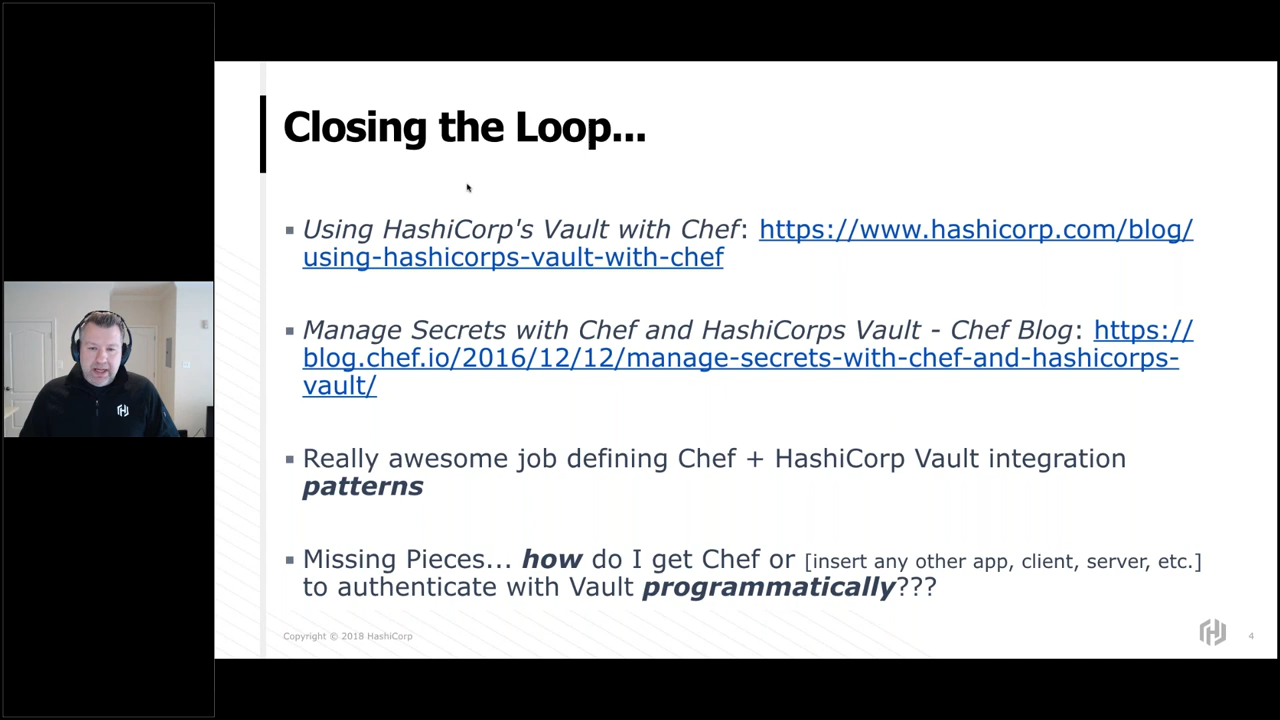 Closing the Loop...
▪ Using HashiCorp's Vault with Chef: https://www.hashicorp.com/blog/
using-hashicorps-vault-with-chef
▪ Manage Secrets with Chef and HashiCorps Vault - Chef Blog: https://
blog.chef.io/2016/12/12/manage-secrets-with-chef-and-hashicorps-
vault/
▪ Really awesome job defining Chef + HashiCorp Vault integration
patterns
▪ Missing Pieces... how do I get Chef or [insert any other app, client, server, etc.]
to authenticate with Vault programmatically???
Copyright © 2018 HashiCorp
4